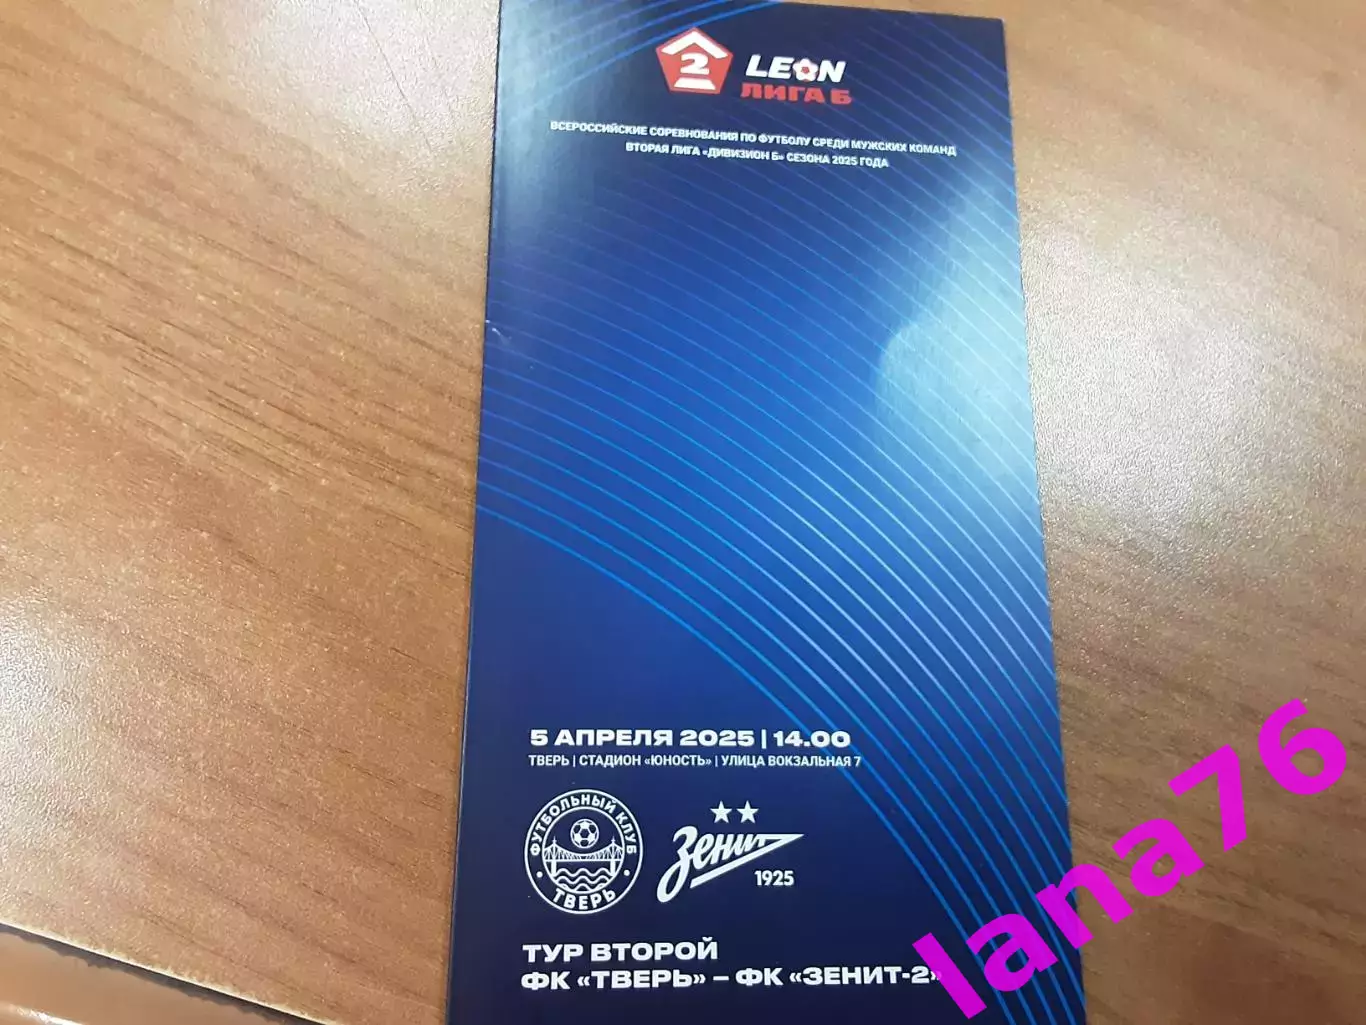 2
LEON
ЛИГА Б
ВСЕРОССИЙСКИЕ СОРЕВНОВАНИЯ ПО ФУТБОЛУ СРЕДИ МУЖСКИХ КОМАНД
ВТОРАЯ ЛИГА «ДИВИЗИОН Б» СЕЗОНА 2025 ГОДА
5 АПРЕЛЯ 2025 | 14.00
ТВЕРЬ | СТАДИОН «ЮНОСТЬ» | УЛИЦА ВОКЗАЛЬНАЯ 7
ФУТБОЛЬНЫЙ КЛУБ
ТВЕРЬ
Зенит
1925
ТУР ВТОРОЙ
ФК «ТВЕРЬ» – ФК «ЗЕНИТ-2»
lana76